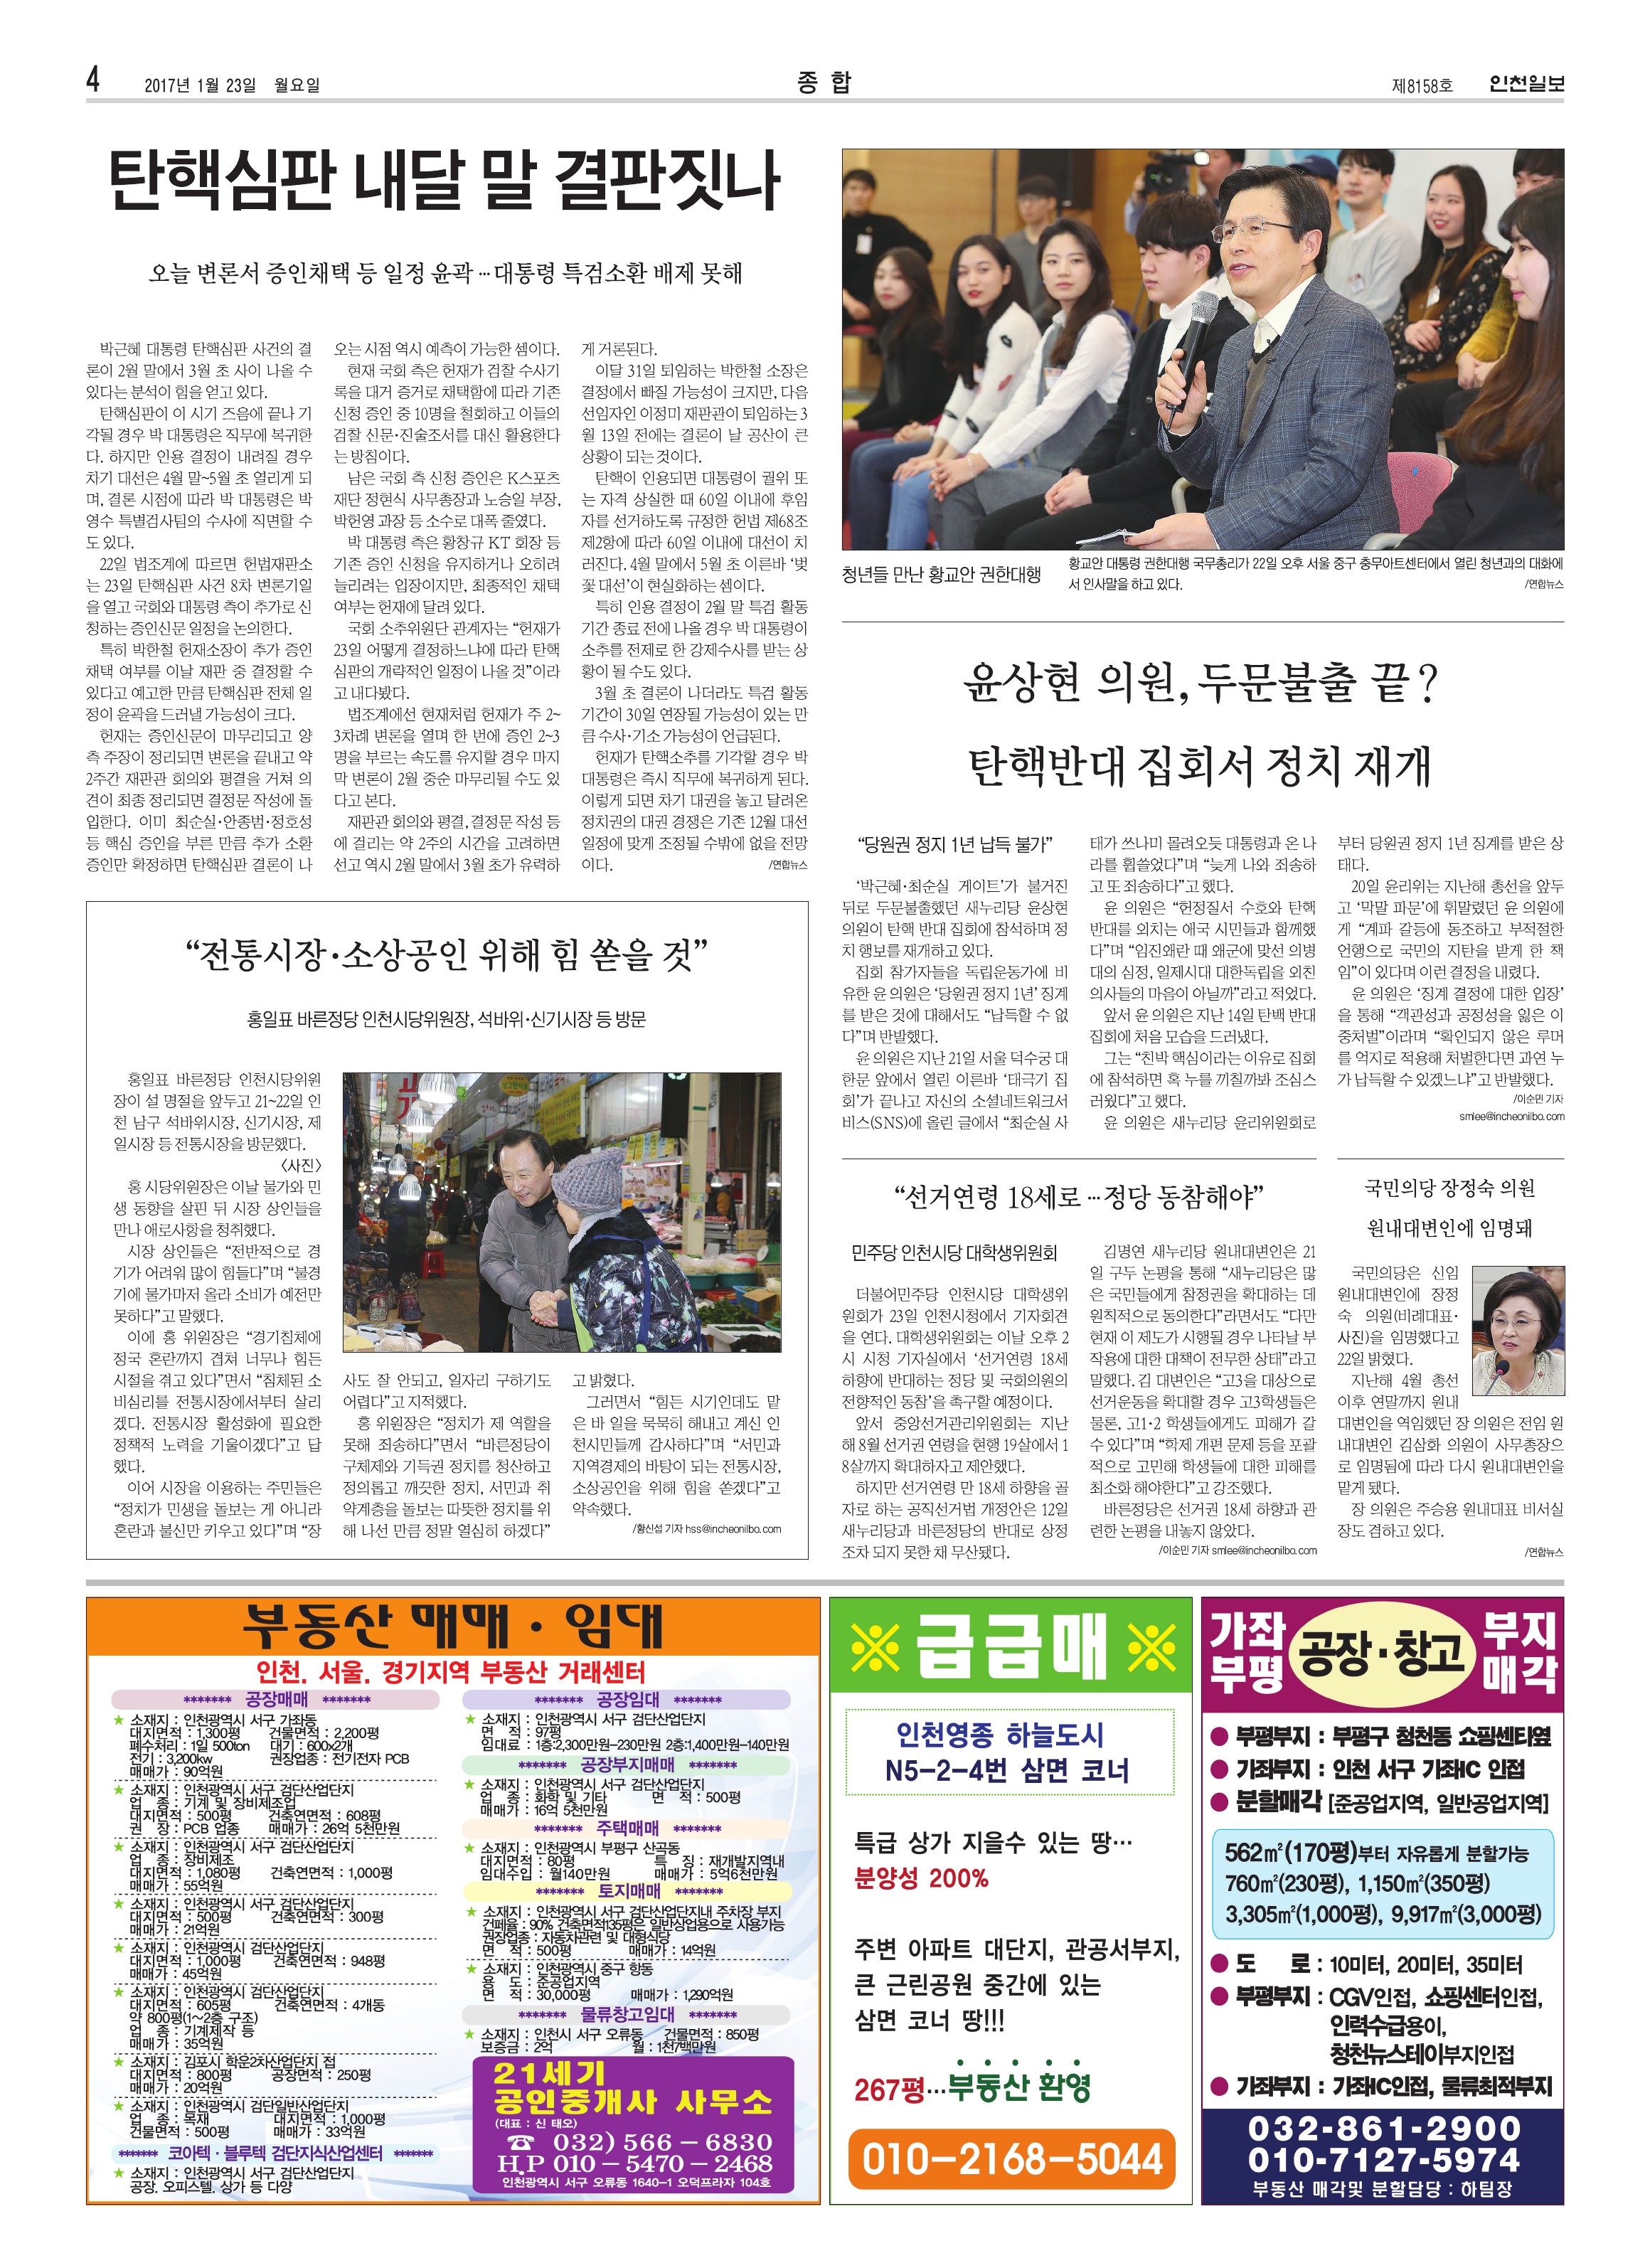 4
2017년 1월 23일 월요일
종 합
제8158호
인천일보
탄핵심판 내달 말 결판짓나
오늘 변론서 증인채택 등 일정 윤곽…대통령 특검소환 배제 못해
박근혜 대통령 탄핵심판 사건의 결
론이 2월 말에서 3월 초 사이 나올 수
있다는 분석이 힘을 얻고 있다.
탄핵심판이 이 시기 즈음에 끝나 기
각될 경우 박 대통령은 직무에 복귀한
다. 하지만 인용 결정이 내려질 경우
차기 대선은 4월 말~5월 초 열리게 되
며, 결론 시점에 따라 박 대통령은 박
영수 특별검사팀의 수사에 직면할 수
도 있다.
22일 법조계에 따르면 헌법재판소
는 23일 탄핵심판 사건 8차 변론기일
을 열고 국회와 대통령 측이 추가로 신
청하는 증인신문 일정을 논의한다.
특히 박한철 헌재소장이 추가 증인
채택 여부를 이날 재판 중 결정할 수
있다고 예고한 만큼 탄핵심판 전체 일
정이 윤곽을 드러낼 가능성이 크다.
헌재는 증인신문이 마무리되고 양
측 주장이 정리되면 변론을 끝내고 약
2주간 재판관 회의와 평결을 거쳐 의
견이 최종 정리되면 결정문 작성에 돌
입한다. 이미 최순실·안종범·정호성
등 핵심 증인을 부른 만큼 추가 소환
증인만 확정하면 탄핵심판 결론이 나
오는 시점 역시 예측이 가능한 셈이다.
현재 국회 측은 헌재가 검찰 수사기
록을 대거 증거로 채택함에 따라 기존
신청 증인 중 10명을 철회하고 이들의
검찰 신문·진술조서를 대신 활용한다
는 방침이다.
남은 국회 측 신청 증인은 K스포츠
재단 정현식 사무총장과 노승일 부장,
박헌영 과장 등 소수로 대폭 줄였다.
박 대통령 측은 황창규 KT 회장 등
기존 증인 신청을 유지하거나 오히려
늘리려는 입장이지만, 최종적인 채택
여부는 헌재에 달려 있다.
국회 소추위원단 관계자는 “헌재가
23일 어떻게 결정하느냐에 따라 탄핵
심판의 개략적인 일정이 나올 것”이라
고 내다봤다.
법조계에선 현재처럼 헌재가 주 2~
3차례 변론을 열며 한 번에 증인 2~3
명을 부르는 속도를 유지할 경우 마지
막 변론이 2월 중순 마무리될 수도 있
다고 본다.
재판관 회의와 평결, 결정문 작성 등
에 걸리는 약 2주의 시간을 고려하면
선고 역시 2월 말에서 3월 초가 유력하
게 거론된다.
이달 31일 퇴임하는 박한철 소장은
결정에서 빠질 가능성이 크지만, 다음
선임자인 이정미 재판관이 퇴임하는 3
월 13일 전에는 결론이 날 공산이 큰
상황이 되는 것이다.
탄핵이 인용되면 대통령이 궐위 또
는 자격 상실한 때 60일 이내에 후임
자를 선거하도록 규정한 헌법 제68조
제2항에 따라 60일 이내에 대선이 치
러진다. 4월 말에서 5월 초 이른바 ‘벚
꽃 대선’이 현실화하는 셈이다.
특히 인용 결정이 2월 말 특검 활동
기간 종료 전에 나올 경우 박 대통령이
소추를 전제로 한 강제수사를 받는 상
황이 될 수도 있다.
3월 초 결론이 나더라도 특검 활동
기간이 30일 연장될 가능성이 있는 만
큼 수사·기소 가능성이 언급된다.
헌재가 탄핵소추를 기각할 경우 박
대통령은 즉시 직무에 복귀하게 된다.
이렇게 되면 차기 대권을 놓고 달려온
정치권의 대권 경쟁은 기존 12월 대선
일정에 맞게 조정될 수밖에 없을 전망
이다.
/연합뉴스
청년들 만난 황교안 권한대행
황교안 대통령 권한대행 국무총리가 22일 오후 서울 중구 충무아트센터에서 열린 청년과의 대화에
서 인사말을 하고 있다.
/연합뉴스
윤상현 의원, 두문불출 끝?
탄핵반대 집회서 정치 재개
“당원권 정지 1년 납득 불가”
‘박근혜·최순실 게이트’가 불거진
뒤로 두문불출했던 새누리당 윤상현
의원이 탄핵 반대 집회에 참석하며 정
치 행보를 재개하고 있다.
집회 참가자들을 독립운동가에 비
유한 윤 의원은 ‘당원권 정지 1년’ 징계
를 받은 것에 대해서도 “납득할 수 없
다”며 반발했다.
윤 의원은 지난 21일 서울 덕수궁 대
한문 앞에서 열린 이른바 ‘태극기 집
회’가 끝나고 자신의 소셜네트워크서
비스(SNS)에 올린 글에서 “최순실 사
태가 쓰나미 몰려오듯 대통령과 온 나
라를 휩쓸었다”며 “늦게 나와 죄송하
고 또 죄송하다”고 했다.
윤 의원은 “헌정질서 수호와 탄핵
반대를 외치는 애국 시민들과 함께했
다”며 “임진왜란 때 왜군에 맞선 의병
대의 심정, 일제시대 대한독립을 외친
의사들의 마음이 아닐까”라고 적었다.
앞서 윤 의원은 지난 14일 탄핵 반대
집회에 처음 모습을 드러냈다.
그는 “친박 핵심이라는 이유로 집회
에 참석하면 혹 누를 끼칠까봐 조심스
러웠다”고 했다.
윤 의원은 새누리당 윤리위원회로
부터 당원권 정지 1년 징계를 받은 상
태다.
20일 윤리위는 지난해 총선을 앞두
고 ‘막말 파문’에 휘말렸던 윤 의원에
게 “계파 갈등에 동조하고 부적절한
언행으로 국민의 지탄을 받게 한 책
임”이 있다며 이런 결정을 내렸다.
윤 의원은 ‘징계 결정에 대한 입장’
을 통해 “객관성과 공정성을 잃은 이
중처벌”이라며 “확인되지 않은 루머
를 억지로 적용해 처벌한다면 과연 누
가 납득할 수 있겠느냐”고 반발했다.
/이순민 기자
smlee@incheonilbo.com
“전통시장·소상공인 위해 힘 쏟을 것”
홍일표 바른정당 인천시당위원장, 석바위·신기시장 등 방문
홍일표 바른정당 인천시당위원
장이 설 명절을 앞두고 21~22일 인
천 남구 석바위시장, 신기시장, 제
일시장 등 전통시장을 방문했다.
〈사진〉
홍 시당위원장은 이날 물가와 민
생 동향을 살핀 뒤 시장 상인들을
만나 애로사항을 청취했다.
시장 상인들은 “전반적으로 경
기가 어려워 많이 힘들다”며 “불경
기에 물가마저 올라 소비가 예전만
못하다”고 말했다.
이에 홍 위원장은 “경기침체에
정국 혼란까지 겹쳐 너무나 힘든
시절을 겪고 있다”면서 “침체된 소
비심리를 전통시장에서부터 살리
겠다. 전통시장 활성화에 필요한
정책적 노력을 기울이겠다”고 답
했다.
이어 시장을 이용하는 주민들은
“정치가 민생을 돌보는 게 아니라
혼란과 불신만 키우고 있다”며 “장
사도 잘 안되고, 일자리 구하기도
어렵다”고 지적했다.
홍 위원장은 “정치가 제 역할을
못해 죄송하다”면서 “바른정당이
구체제와 기득권 정치를 청산하고
정의롭고 깨끗한 정치, 서민과 취
약계층을 돌보는 따뜻한 정치를 위
해 나선 만큼 정말 열심히 하겠다”
고 밝혔다.
그러면서 “힘든 시기인데도 맡
은 바 일을 묵묵히 해내고 계신 인
천시민들께 감사하다”며 “서민과
지역경제의 바탕이 되는 전통시장,
소상공인을 위해 힘을 쏟겠다”고
약속했다.
/황신섭 기자 hss@incheonilbo.com
“선거연령 18세로…정당 동참해야”
민주당 인천시당 대학생위원회
더불어민주당 인천시당 대학생위
원회가 23일 인천시청에서 기자회견
을 연다. 대학생위원회는 이날 오후 2
시 시청 기자실에서 ‘선거연령 18세
하향에 반대하는 정당 및 국회의원의
전향적인 동참’을 촉구할 예정이다.
앞서 중앙선거관리위원회는 지난
해 8월 선거권 연령을 현행 19살에서 1
8살까지 확대하자고 제안했다.
하지만 선거연령 만 18세 하향을 골
자로 하는 공직선거법 개정안은 12일
새누리당과 바른정당의 반대로 상정
조차 되지 못한 채 무산됐다.
김명연 새누리당 원내대변인은 21
일 구두 논평을 통해 “새누리당은 많
은 국민들에게 참정권을 확대하는 데
원칙적으로 동의한다”라면서도 “다만
현재 이 제도가 시행될 경우 나타날 부
작용에 대한 대책이 전무한 상태”라고
말했다. 김 대변인은 “고3을 대상으로
선거운동을 확대할 경우 고3학생들은
물론, 고1·2 학생들에게도 피해가 갈
수 있다”며 “학제 개편 문제 등을 포괄
적으로 고민해 학생들에 대한 피해를
최소화 해야한다”고 강조했다.
바른정당은 선거권 18세 하향과 관
련한 논평을 내놓지 않았다.
/이순민 기자 smlee@incheonilbo.com
국민의당 장정숙 의원
원내대변인에 임명돼
국민의당은 신임
원내대변인에 장정
숙 의원(비례대표·
사진)을 임명했다고
22일 밝혔다.
지난해 4월 총선
이후 연말까지 원내
대변인을 역임했던 장 의원은 전임 원
내대변인 김삼화 의원이 사무총장으
로 임명됨에 따라 다시 원내대변인을
맡게 됐다.
장 의원은 주승용 원내대표 비서실
장도 겸하고 있다.
/연합뉴스
부동산 매매·임대
인천. 서울. 경기지역 부동산 거래센터
******* 공장매매 *******
★ 소재지 : 인천광역시 서구 가좌동
대지면적 : 1,300평 건물면적 : 2,200평
폐수처리 : 1일 500ton 대기 : 600x2개
전기 : 3,200kw 권장업종 : 전기전자 PCB
매매가 : 90억원
★ 소재지 : 인천광역시 서구 검단산업단지
업 종 : 기계 및 장비제조업
대지면적 : 500평 건축연면적 : 608평
권 장 : PCB 업종 매매가 : 26억 5천만원
★ 소재지 : 인천광역시 서구 검단산업단지
업 종 : 장비제조
대지면적 : 1,080평 건축연면적 : 1,000평
매매가 : 55억원
★ 소재지 : 인천광역시 서구 검단산업단지
대지면적 : 500평 건축연면적 : 300평
매매가 : 21억원
★ 소재지 : 인천광역시 검단산업단지
대지면적 : 1,000평 건축연면적 : 948평
매매가 : 45억원
★ 소재지 : 인천광역시 검단산업단지
대지면적 : 605평 건축연면적 : 4개동
약 800평(1~2층 구조)
업 종 : 기계제작 등
매매가 : 35억원
★ 소재지 : 김포시 학운2차산업단지 접
대지면적 : 800평 공장면적 : 250평
매매가 : 20억원
★ 소재지 : 인천광역시 검단일반산업단지
업 종 : 목재 대지면적 : 1,000평
건물면적 : 500평 매매가 : 33억원
******* 코아텍·블루텍 검단지식산업센터 *******
★ 소재지 : 인천광역시 서구 검단산업단지
공장. 오피스텔. 상가 등 다양
******* 공장임대 *******
★ 소재지 : 인천광역시 서구 검단산업단지
면 적 : 97평
임대료 : 1층:2,300만원-230만원 2층:1,400만원-140만원
******* 공장부지매매 *******
★ 소재지 : 인천광역시 서구 검단산업단지
업 종 : 화학 및 기타 면 적 : 500평
매매가 : 16억 5천만원
******* 주택매매 *******
★ 소재지 : 인천광역시 부평구 산곡동
대지면적 : 80평 특 징 : 재개발지역내
임대수입 : 월140만원 매매가 : 5억6천만원
******* 토지매매 *******
★ 소재지 : 인천광역시 서구 검단산업단지내 주차장 부지
건폐율 : 90% 건축면적135평은 일반상업용으로 사용가능
권장업종 : 자동차관련 및 대형식당
면 적 : 500평 매매가 : 14억원
★ 소재지 : 인천광역시 중구 항동
용 도 : 준공업지역
면 적 : 30,000평 매매가 : 1,290억원
******* 물류창고임대 *******
★ 소재지 : 인천시 서구 오류동 건물면적 : 850평
보증금 : 2억 월 : 1천7백만원
21세기
공인중개사 사무소
(대표 : 신 태오)
☎ 032) 566 - 6830
H.P 010 - 5470 - 2468
인천광역시 서구 오류동 1640-1 오덕프라자 104호
※ 급급매 ※
인천영종 하늘도시
N5-2-4번 삼면 코너
특급 상가 지을수 있는 땅…
분양성 200%
주변 아파트 대단지, 관공서부지,
큰 근린공원 중간에 있는
삼면 코너 땅!!!
267평…부동산 환영
010-2168-5044
가좌 부평
공장·창고
부지 매각
● 부평부지 : 부평구 청천동 쇼핑센타옆
● 가좌부지 : 인천 서구 가좌IC 인접
● 분할매각 [준공업지역, 일반공업지역]
562㎡(170평)부터 자유롭게 분할가능
760㎡(230평), 1,150㎡(350평)
3,305㎡(1,000평), 9,917㎡(3,000평)
● 도 로 : 10미터, 20미터, 35미터
● 부평부지 : CGV인접, 쇼핑센터인접,
인력수급용이,
청천뉴스테이부지인접
● 가좌부지 : 가좌IC인접, 물류최적부지
032-861-2900
010-7127-5974
부동산 매각및 분할담당 : 하팀장